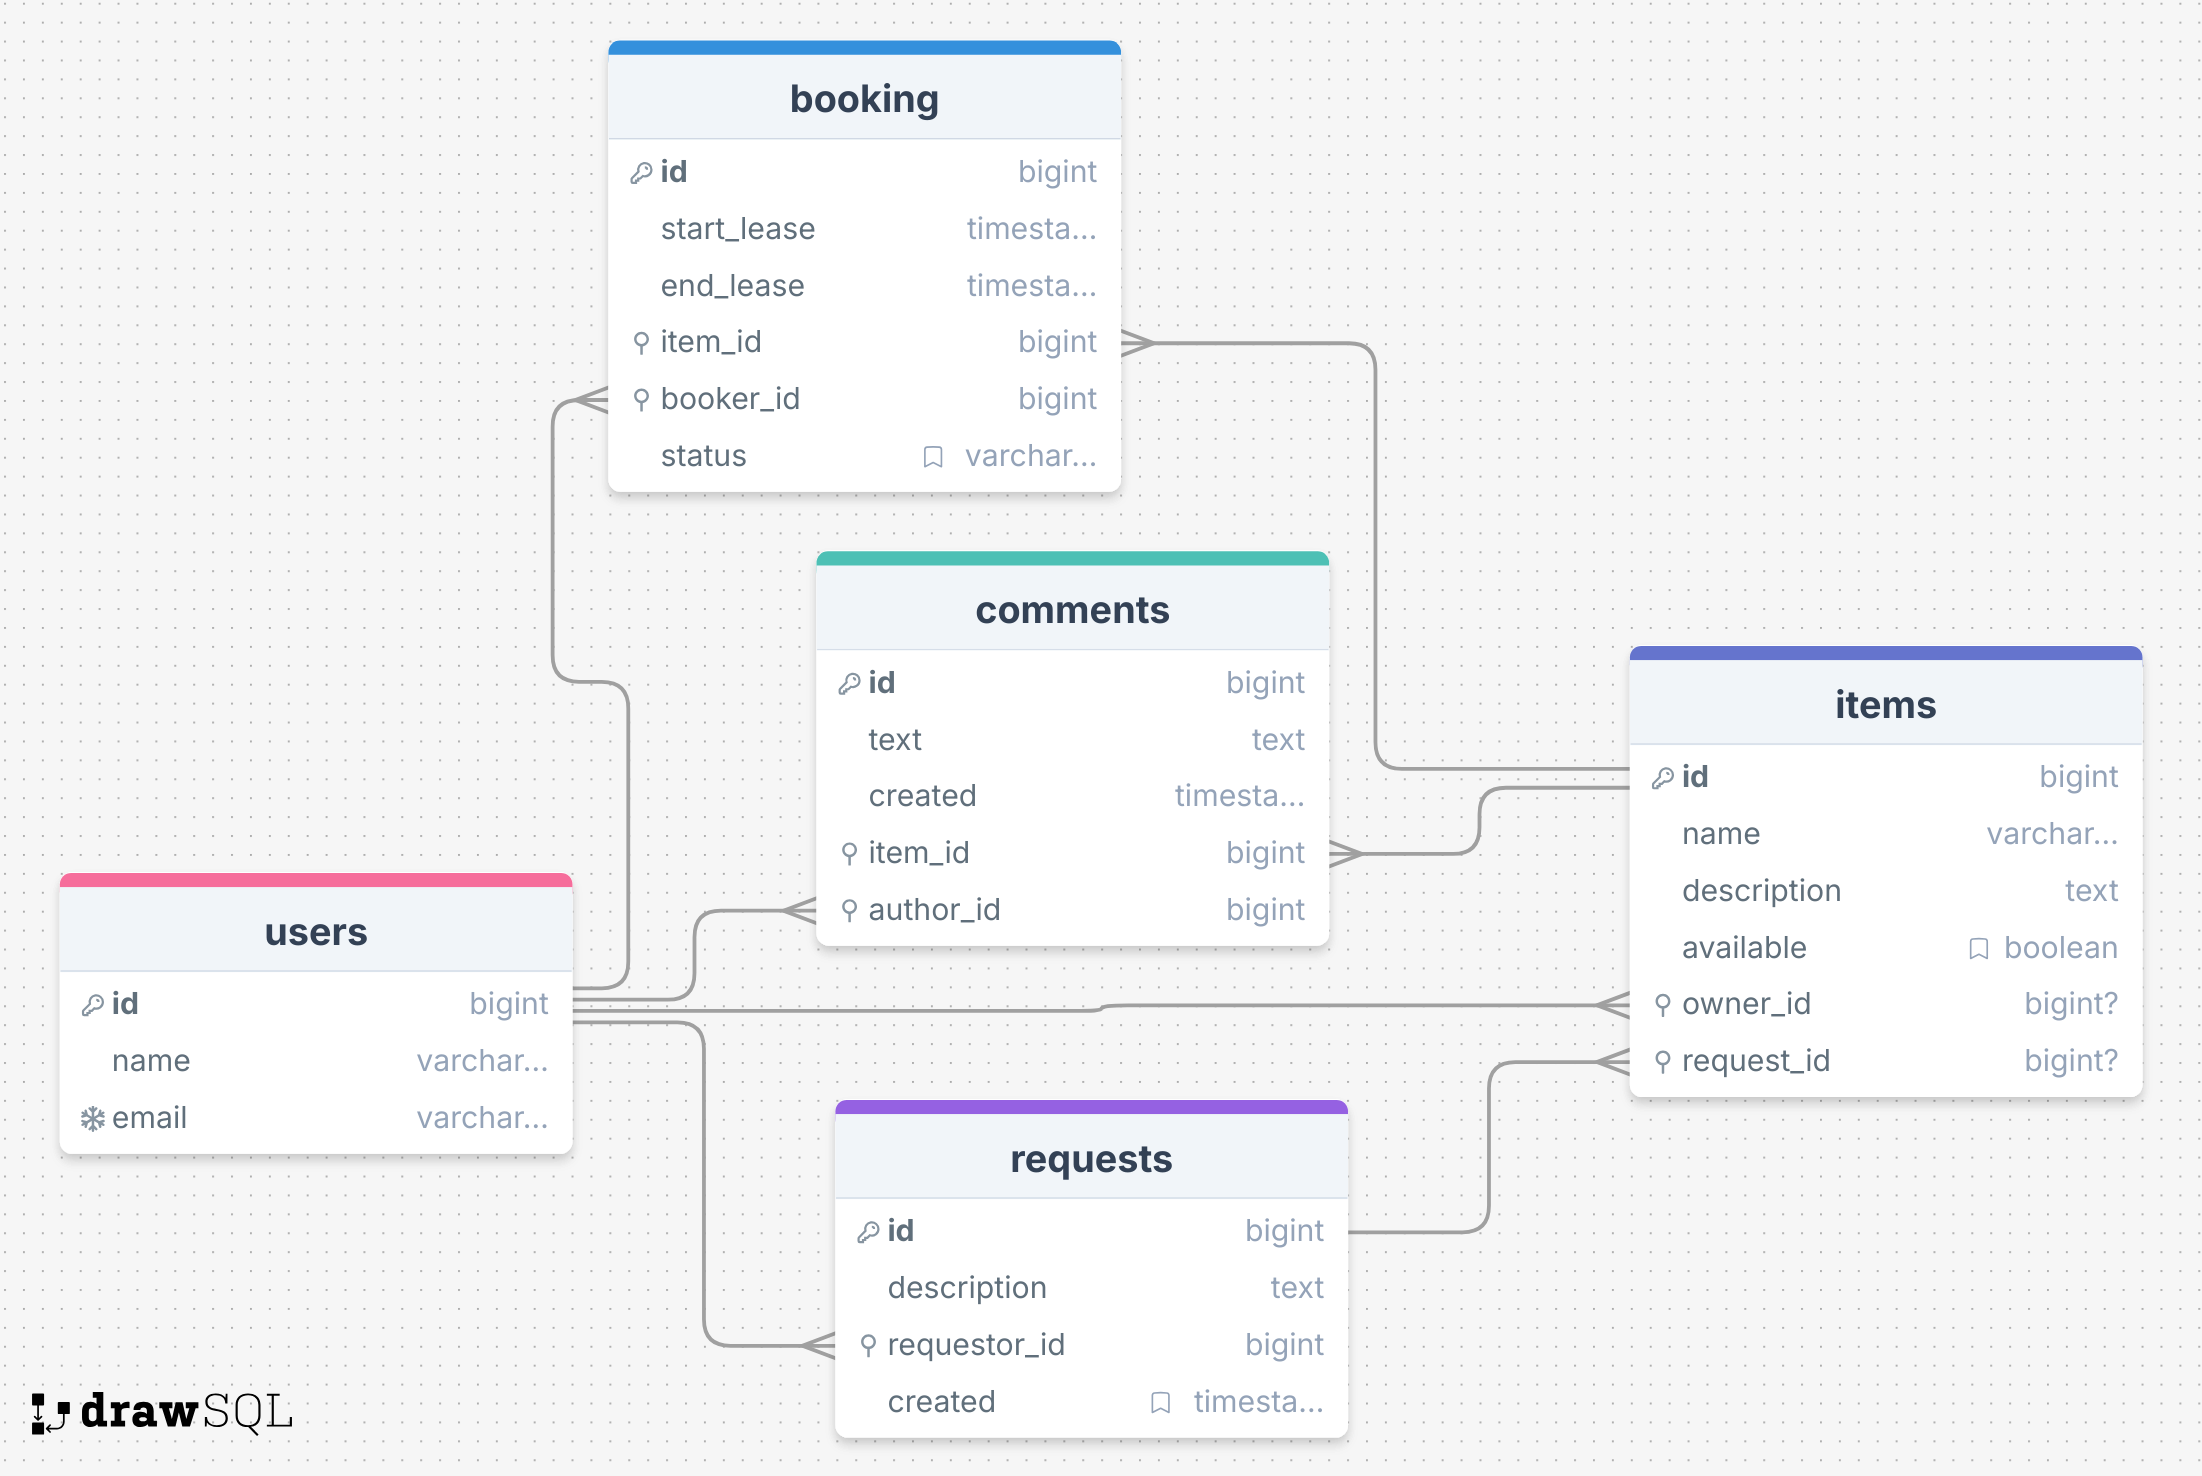 booking
id bigint
start_lease timesta...
end_lease timesta...
item_id bigint
booker_id bigint
status varchar...
comments
id bigint
text text
created timesta...
item_id bigint
author_id bigint
items
id bigint
name varchar...
description text
available boolean
owner_id bigint?
request_id bigint?
users
id bigint
name varchar...
email varchar...
requests
id bigint
description text
requestor_id bigint
created timesta...
drawSQL